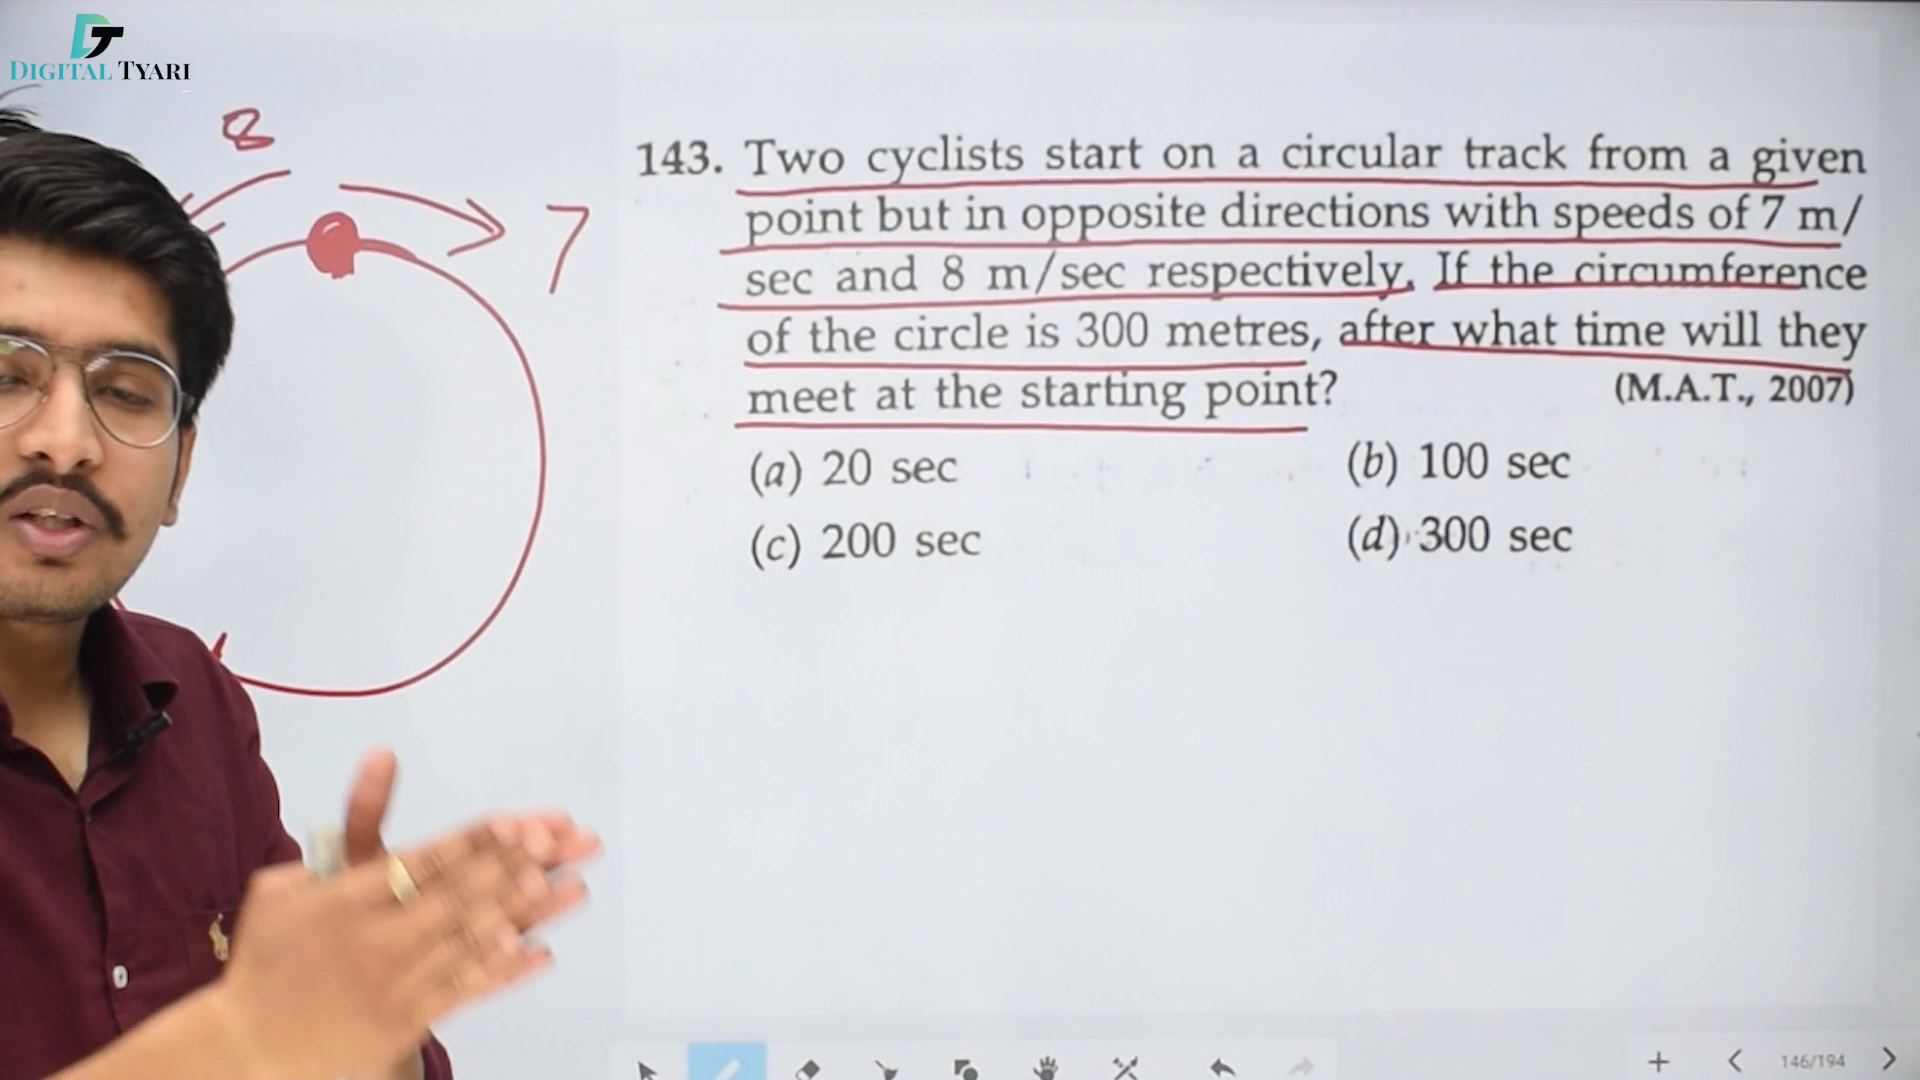 DT
DIGITAL TYARI
8
7
143. Two cyclists start on a circular track from a given
point but in opposite directions with speeds of 7 m/
sec and 8 m/sec respectively. If the circumference
of the circle is 300 metres, after what time will they
meet at the starting point? (M.A.T., 2007)
(a) 20 sec (b) 100 sec
(c) 200 sec (d) 300 sec
146/194